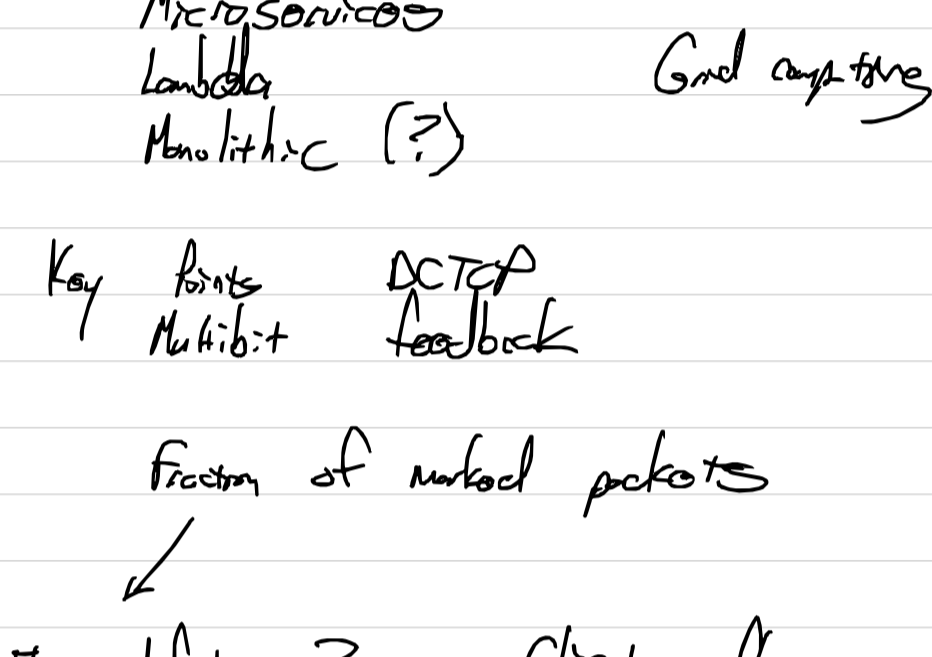 Microservices
Lambda
Grid computing
Monolithic (?)
Key Points DCTCP
Multibit feedback
Fraction of marked packets